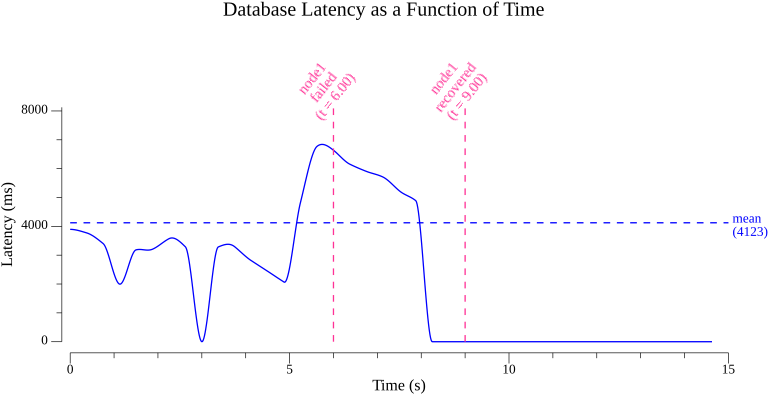 Database Latency as a Function of Time
node1
failed
(t = 6.00)
node1
recovered
(t = 9.00)
8000
4000
0
Latency (ms)
mean
(4123)
0
5
10
15
Time (s)